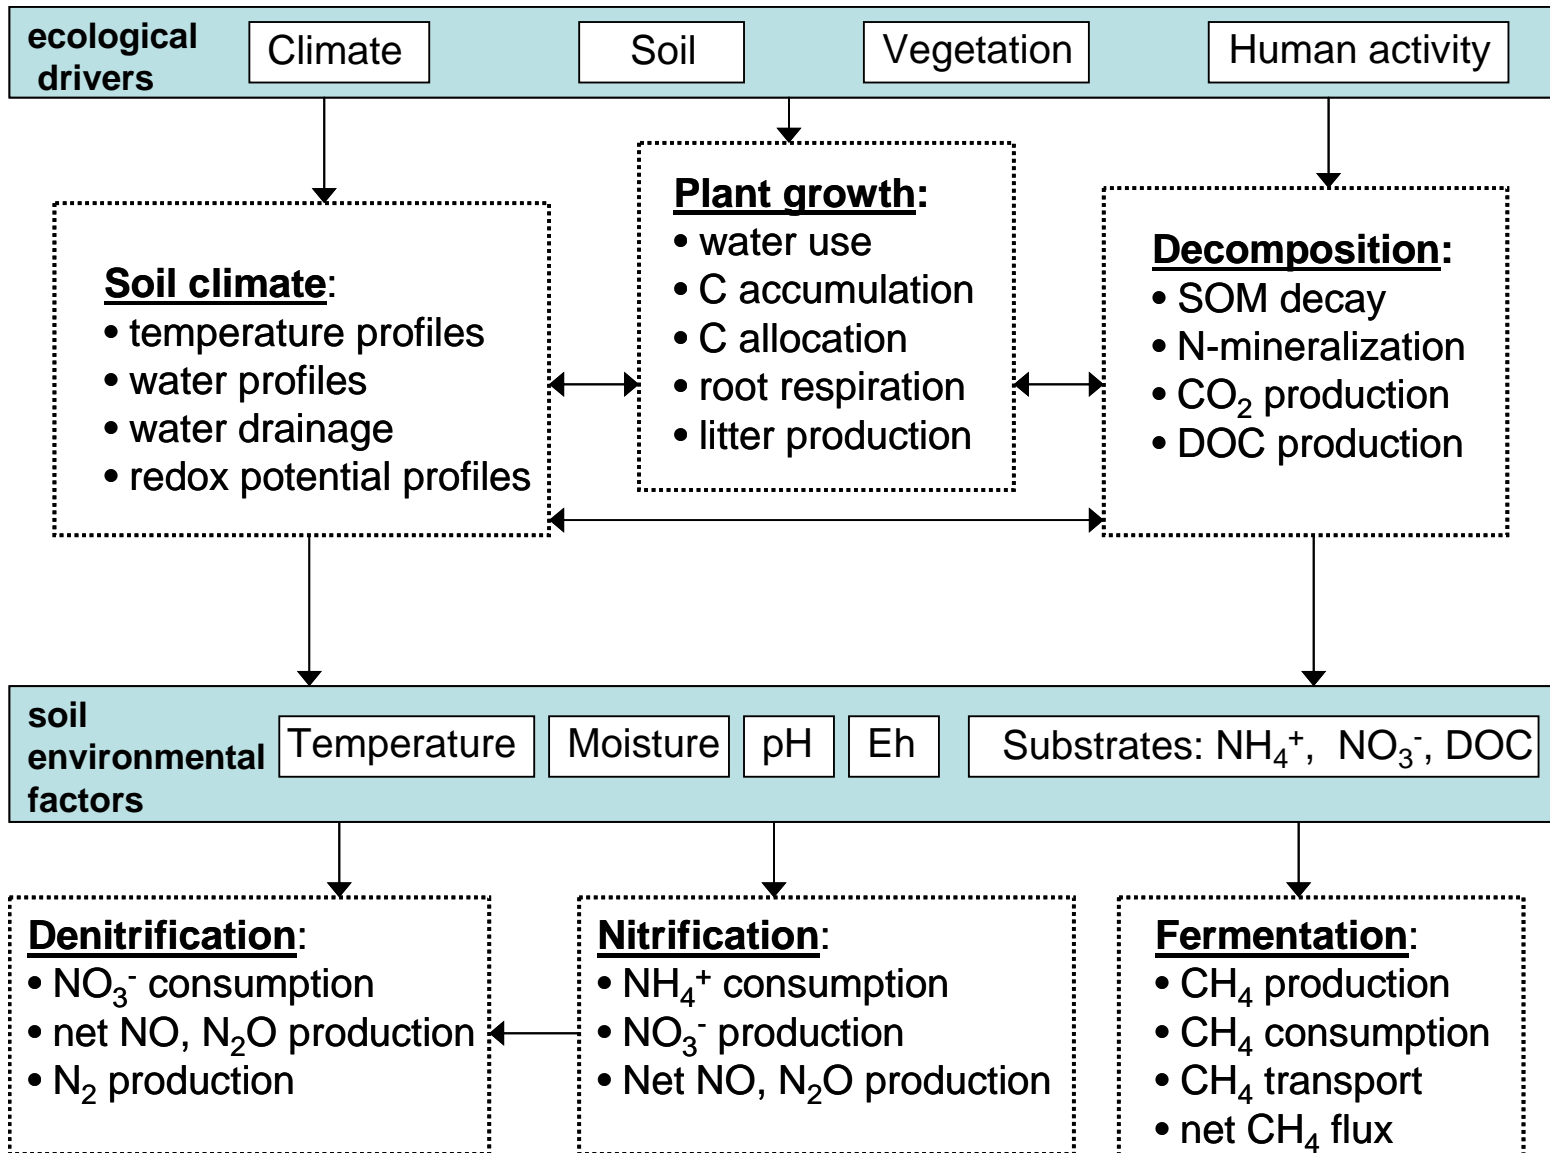 ecological
drivers
Climate
Soil
Vegetation
Human activity
Soil climate:
• temperature profiles
• water profiles
• water drainage
• redox potential profiles
Plant growth:
• water use
• C accumulation
• C allocation
• root respiration
• litter production
Decomposition:
• SOM decay
• N-mineralization
• CO₂ production
• DOC production
soil
environmental
factors
Temperature
Moisture
pH
Eh
Substrates: NH₄⁺, NO₃⁻, DOC
Denitrification:
• NO₃⁻ consumption
• net NO, N₂O production
• N₂ production
Nitrification:
• NH₄⁺ consumption
• NO₃⁻ production
• Net NO, N₂O production
Fermentation:
• CH₄ production
• CH₄ consumption
• CH₄ transport
• net CH₄ flux